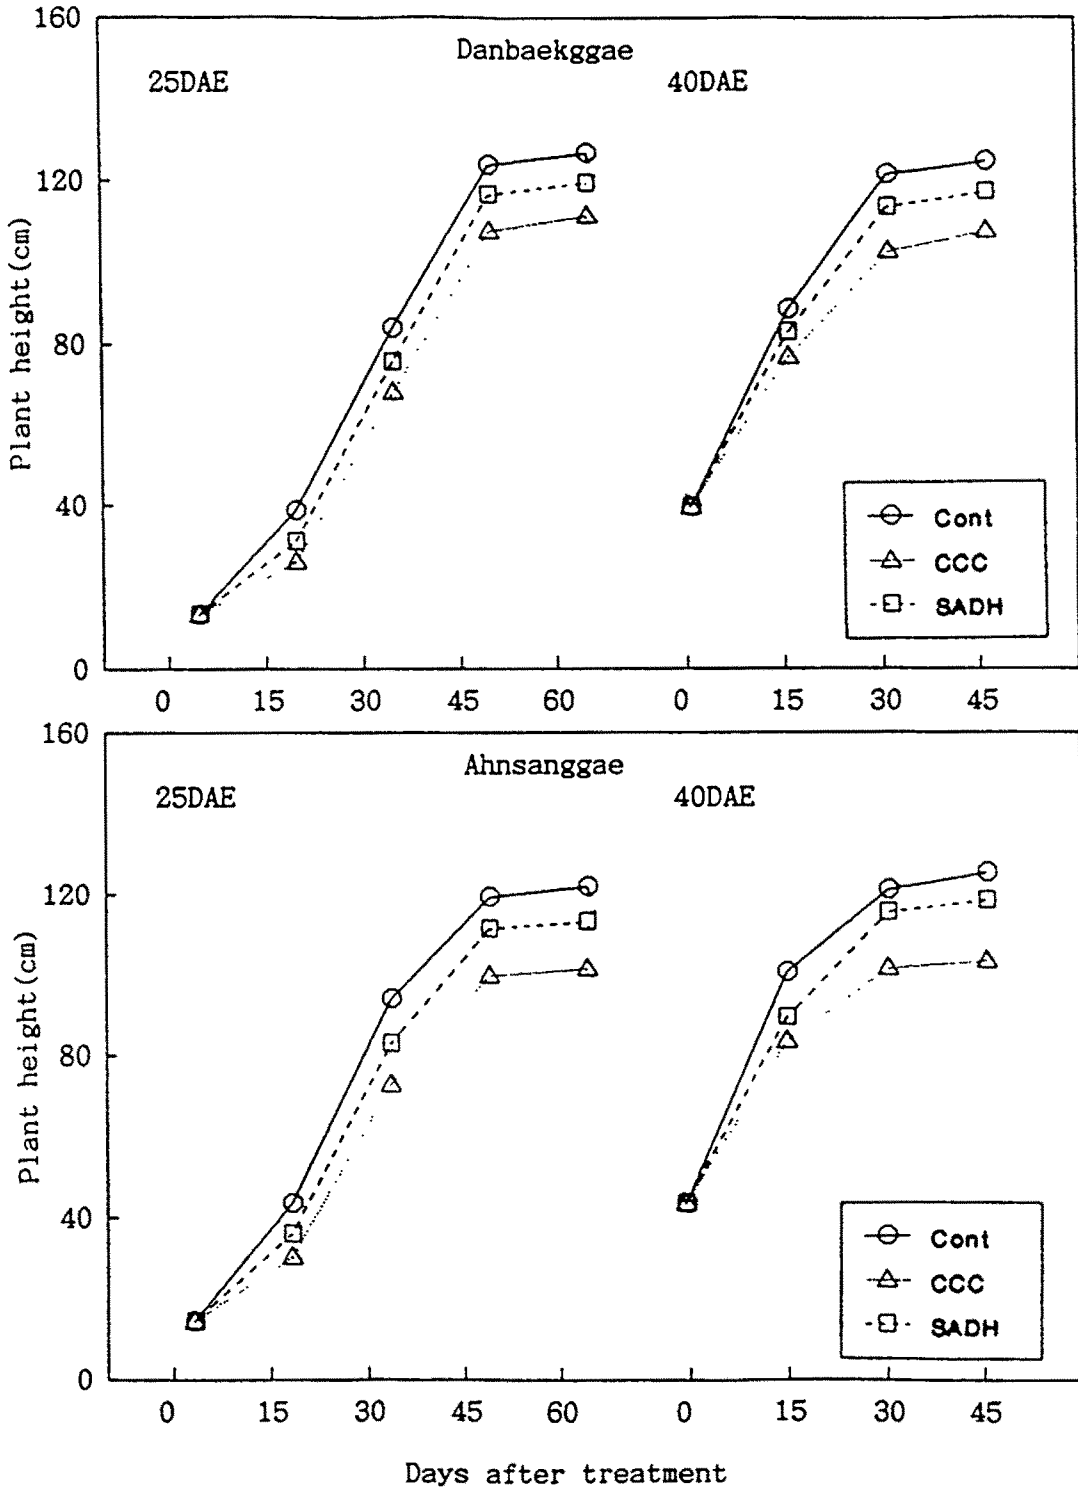 160
Danbaekggae
25DAE 40DAE
120
80
40
0
Plant height(cm)
Cont
CCC
SADH
0 15 30 45 60 0 15 30 45
160
Ahnsanggae
25DAE 40DAE
120
80
40
0
Plant height(cm)
Cont
CCC
SADH
0 15 30 45 60 0 15 30 45
Days after treatment